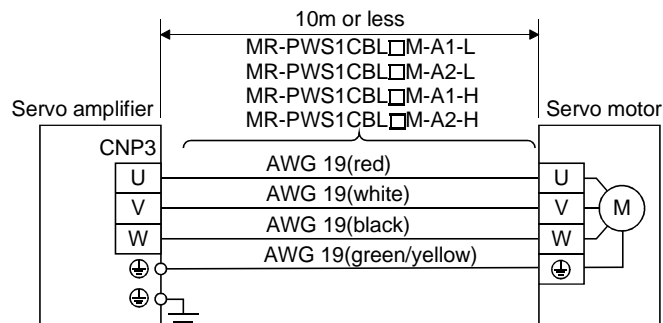 10m or less
MR-PWS1CBL□M-A1-L
MR-PWS1CBL□M-A2-L
MR-PWS1CBL□M-A1-H
MR-PWS1CBL□M-A2-H
Servo amplifier
Servo motor
CNP3
AWG 19(red)
U
U
AWG 19(white)
V
V
M
AWG 19(black)
W
W
AWG 19(green/yellow)